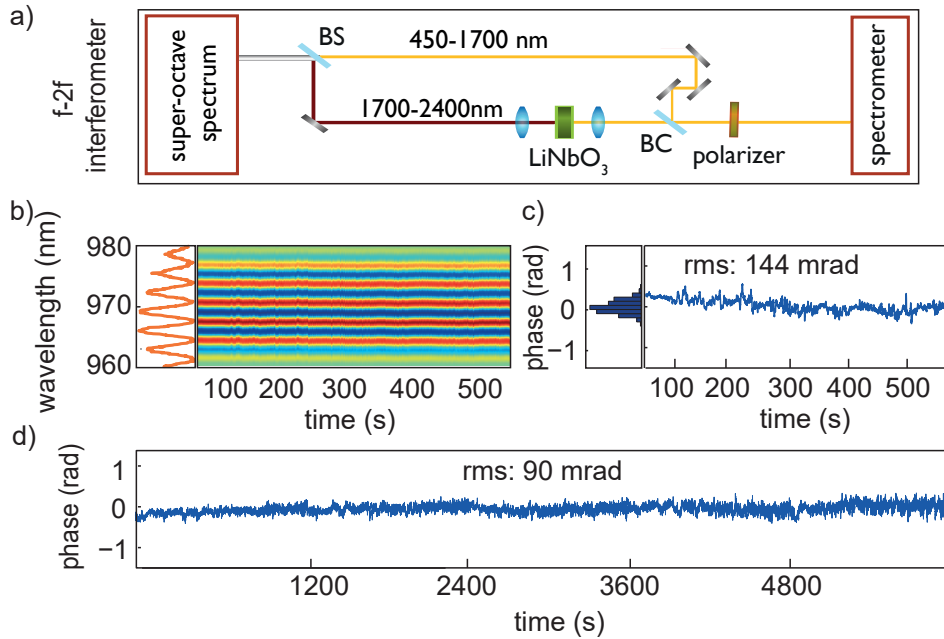 a)
f-2f
interferometer
super-octave
spectrum
BS
450-1700 nm
1700-2400nm
LiNbO₃
BC
polarizer
spectrometer
b)
wavelength (nm)
980
970
960
100 200 300 400 500
time (s)
c)
phase (rad)
1
0
−1
rms: 144 mrad
100 200 300 400 500
time (s)
d)
phase (rad)
1
0
−1
rms: 90 mrad
1200 2400 3600 4800
time (s)